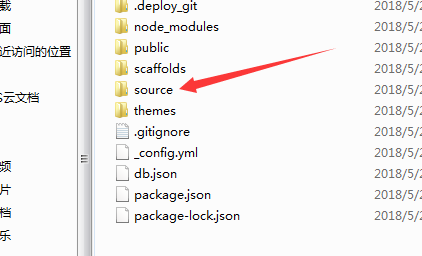 载
.deploy_git 2018/5/2
面
node_modules 2018/5/2
近访问的位置
public 2018/5/2
scaffolds 2018/5/2
S云文档
source 2018/5/2
themes 2018/5/2
.gitignore 2018/5/2
_config.yml 2018/5/2
频
db.json 2018/5/2
片
package.json 2018/5/2
档
package-lock.json 2018/5/2
乐